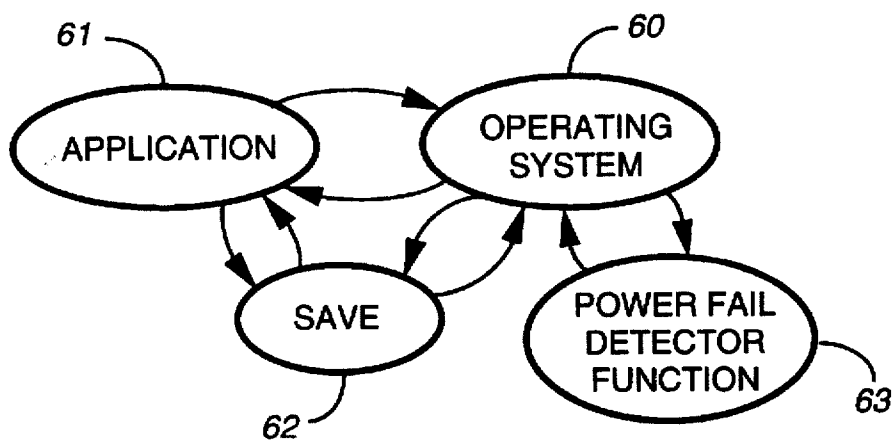 61
60
APPLICATION
OPERATING
SYSTEM
SAVE
POWER FAIL
DETECTOR
FUNCTION
62
63